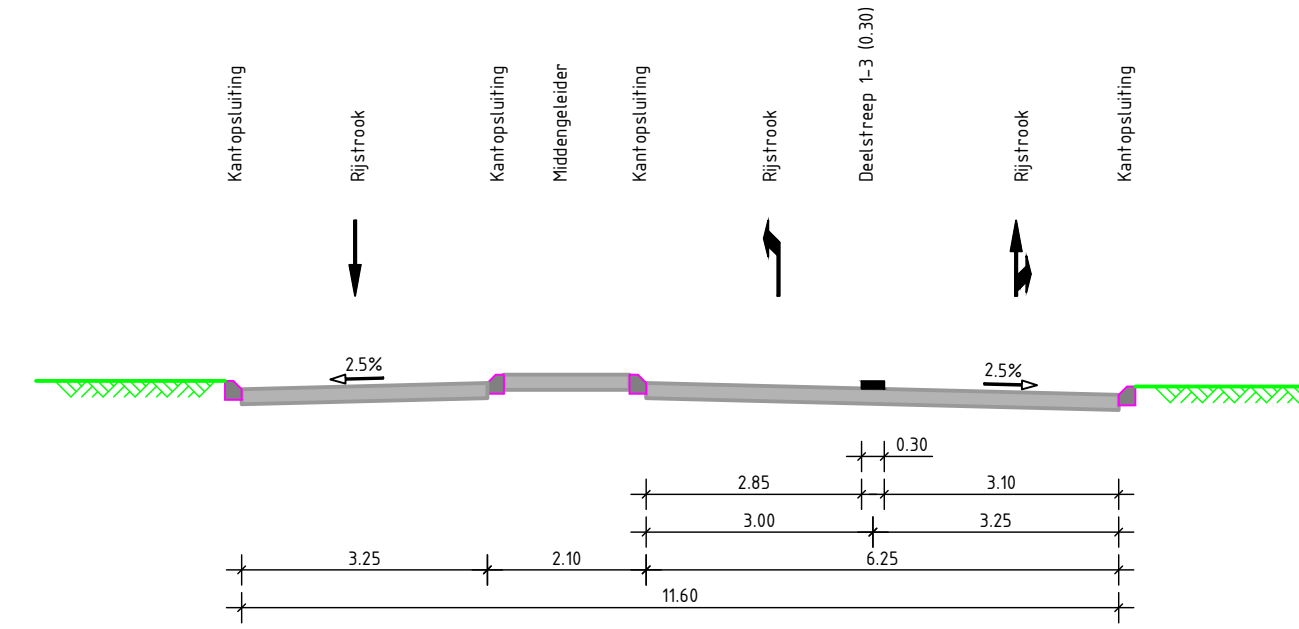 Kantopsluiting
Rijstrook
Kantopsluiting
Middengeleider
Kantopsluiting
Rijstrook
Deelstreep 1-3 (0.30)
Rijstrook
Kantopsluiting
2.5%
2.5%
0.30
2.85
3.10
3.00
3.25
3.25
2.10
6.25
11.60